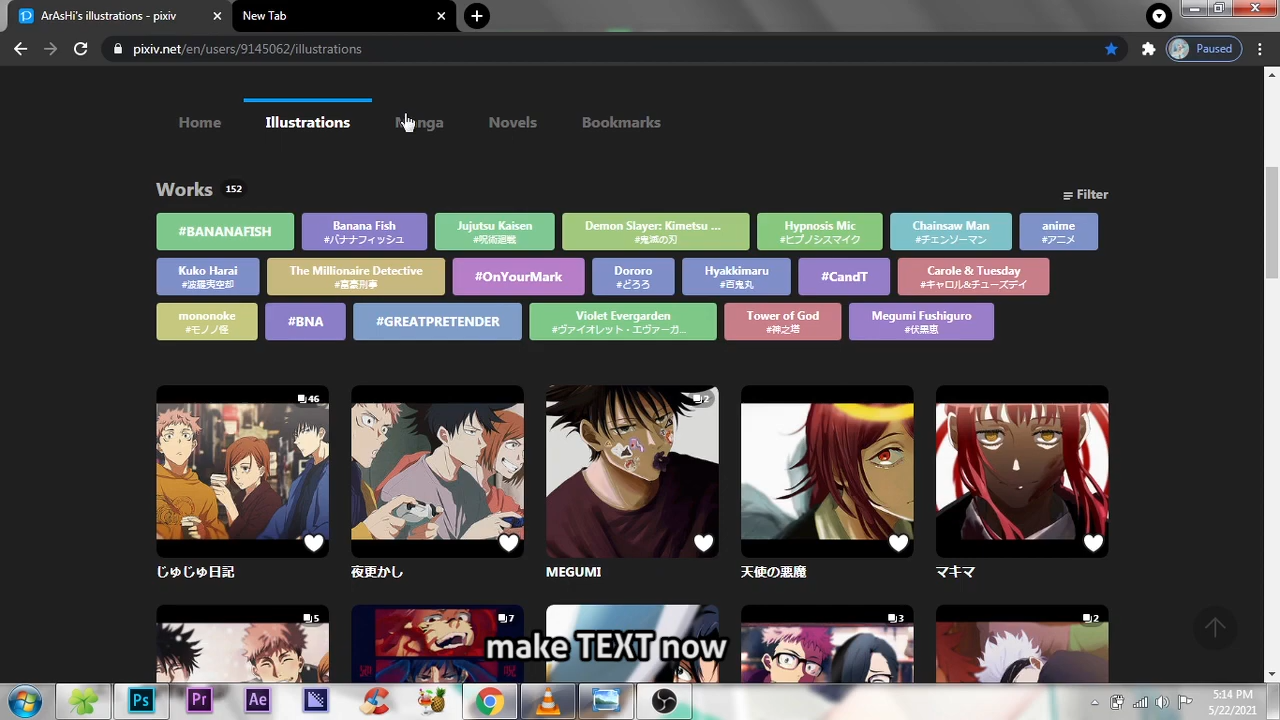 ArAsHi's illustrations - pixiv
New Tab
pixiv.net/en/users/9145062/illustrations
Paused
Home
Illustrations
Manga
Novels
Bookmarks
Works 152
Filter
#BANANAFISH
Banana Fish
#バナナフィッシュ
Jujutsu Kaisen
#呪術廻戦
Demon Slayer: Kimetsu ...
#鬼滅の刃
Hypnosis Mic
#ヒプノシスマイク
Chainsaw Man
#チェンソーマン
anime
#アニメ
Kuko Harai
#波羅夷空却
The Millionaire Detective
#富豪刑事
#OnYourMark
Dororo
#どろろ
Hyakkimaru
#百鬼丸
#CandT
Carole & Tuesday
#キャロル&チューズデイ
mononoke
#モノノ怪
#BNA
#GREATPRETENDER
Violet Evergarden
#ヴァイオレット・エヴァーガ...
Tower of God
#神之塔
Megumi Fushiguro
#伏黒恵
46
2
じゅじゅ日記
夜更かし
MEGUMI
天使の悪魔
マキマ
5
7
3
2
make TEXT now
Ps
Pr
Ae
5:14 PM
5/22/2021